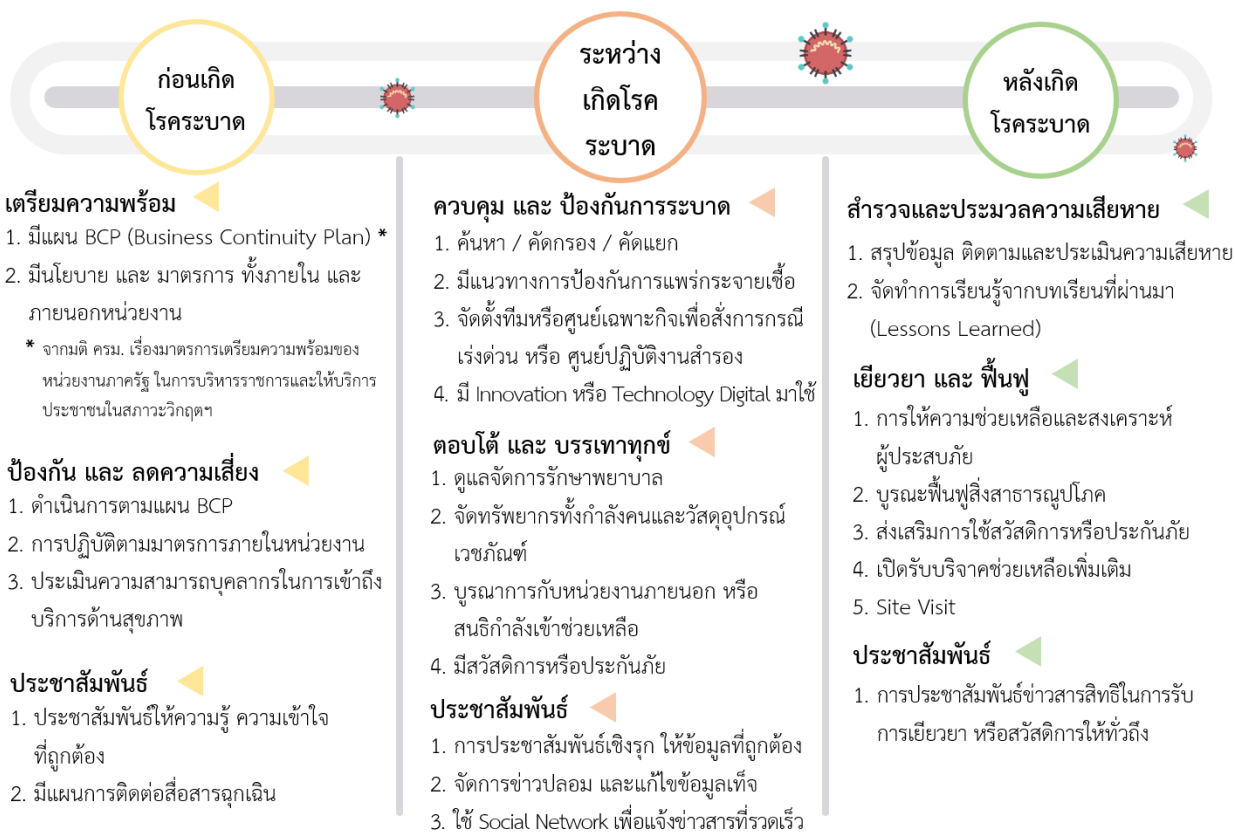 ก่อนเกิด
โรคระบาด
ระหว่าง
เกิดโรค
ระบาด
หลังเกิด
โรคระบาด
เตรียมความพร้อม
1. มีแผน BCP (Business Continuity Plan) *
2. มีนโยบาย และ มาตรการ ทั้งภายใน และ
ภายนอกหน่วยงาน
* จากมติ ครม. เรื่องมาตรการเตรียมความพร้อมของ
หน่วยงานภาครัฐ ในการบริหารราชการและให้บริการ
ประชาชนในสภาวะวิกฤตฯ
ป้องกัน และ ลดความเสี่ยง
1. ดำเนินการตามแผน BCP
2. การปฏิบัติตามมาตรการภายในหน่วยงาน
3. ประเมินความสามารถบุคลากรในการเข้าถึง
บริการด้านสุขภาพ
ประชาสัมพันธ์
1. ประชาสัมพันธ์ให้ความรู้ ความเข้าใจ
ที่ถูกต้อง
2. มีแผนการติดต่อสื่อสารฉุกเฉิน
ควบคุม และ ป้องกันการระบาด
1. ค้นหา / คัดกรอง / คัดแยก
2. มีแนวทางการป้องกันการแพร่กระจายเชื้อ
3. จัดตั้งทีมหรือศูนย์เฉพาะกิจเพื่อสั่งการกรณี
เร่งด่วน หรือ ศูนย์ปฏิบัติงานสำรอง
4. มี Innovation หรือ Technology Digital มาใช้
ตอบโต้ และ บรรเทาทุกข์
1. ดูแลจัดการรักษาพยาบาล
2. จัดทรัพยากรทั้งกำลังคนและวัสดุอุปกรณ์
เวชภัณฑ์
3. บูรณาการกับหน่วยงานภายนอก หรือ
สนธิกำลังเข้าช่วยเหลือ
4. มีสวัสดิการหรือประกันภัย
ประชาสัมพันธ์
1. การประชาสัมพันธ์เชิงรุก ให้ข้อมูลที่ถูกต้อง
2. จัดการข่าวปลอม และแก้ไขข้อมูลเท็จ
3. ใช้ Social Network เพื่อแจ้งข่าวสารที่รวดเร็ว
สำรวจและประมวลความเสียหาย
1. สรุปข้อมูล ติดตามและประเมินความเสียหาย
2. จัดทำการเรียนรู้จากบทเรียนที่ผ่านมา
(Lessons Learned)
เยียวยา และ ฟื้นฟู
1. การให้ความช่วยเหลือและสงเคราะห์
ผู้ประสบภัย
2. บูรณะฟื้นฟูสิ่งสาธารณูปโภค
3. ส่งเสริมการใช้สวัสดิการหรือประกันภัย
4. เปิดรับบริจาคช่วยเหลือเพิ่มเติม
5. Site Visit
ประชาสัมพันธ์
1. การประชาสัมพันธ์ข่าวสารสิทธิในการรับ
การเยียวยา หรือสวัสดิการให้ทั่วถึง